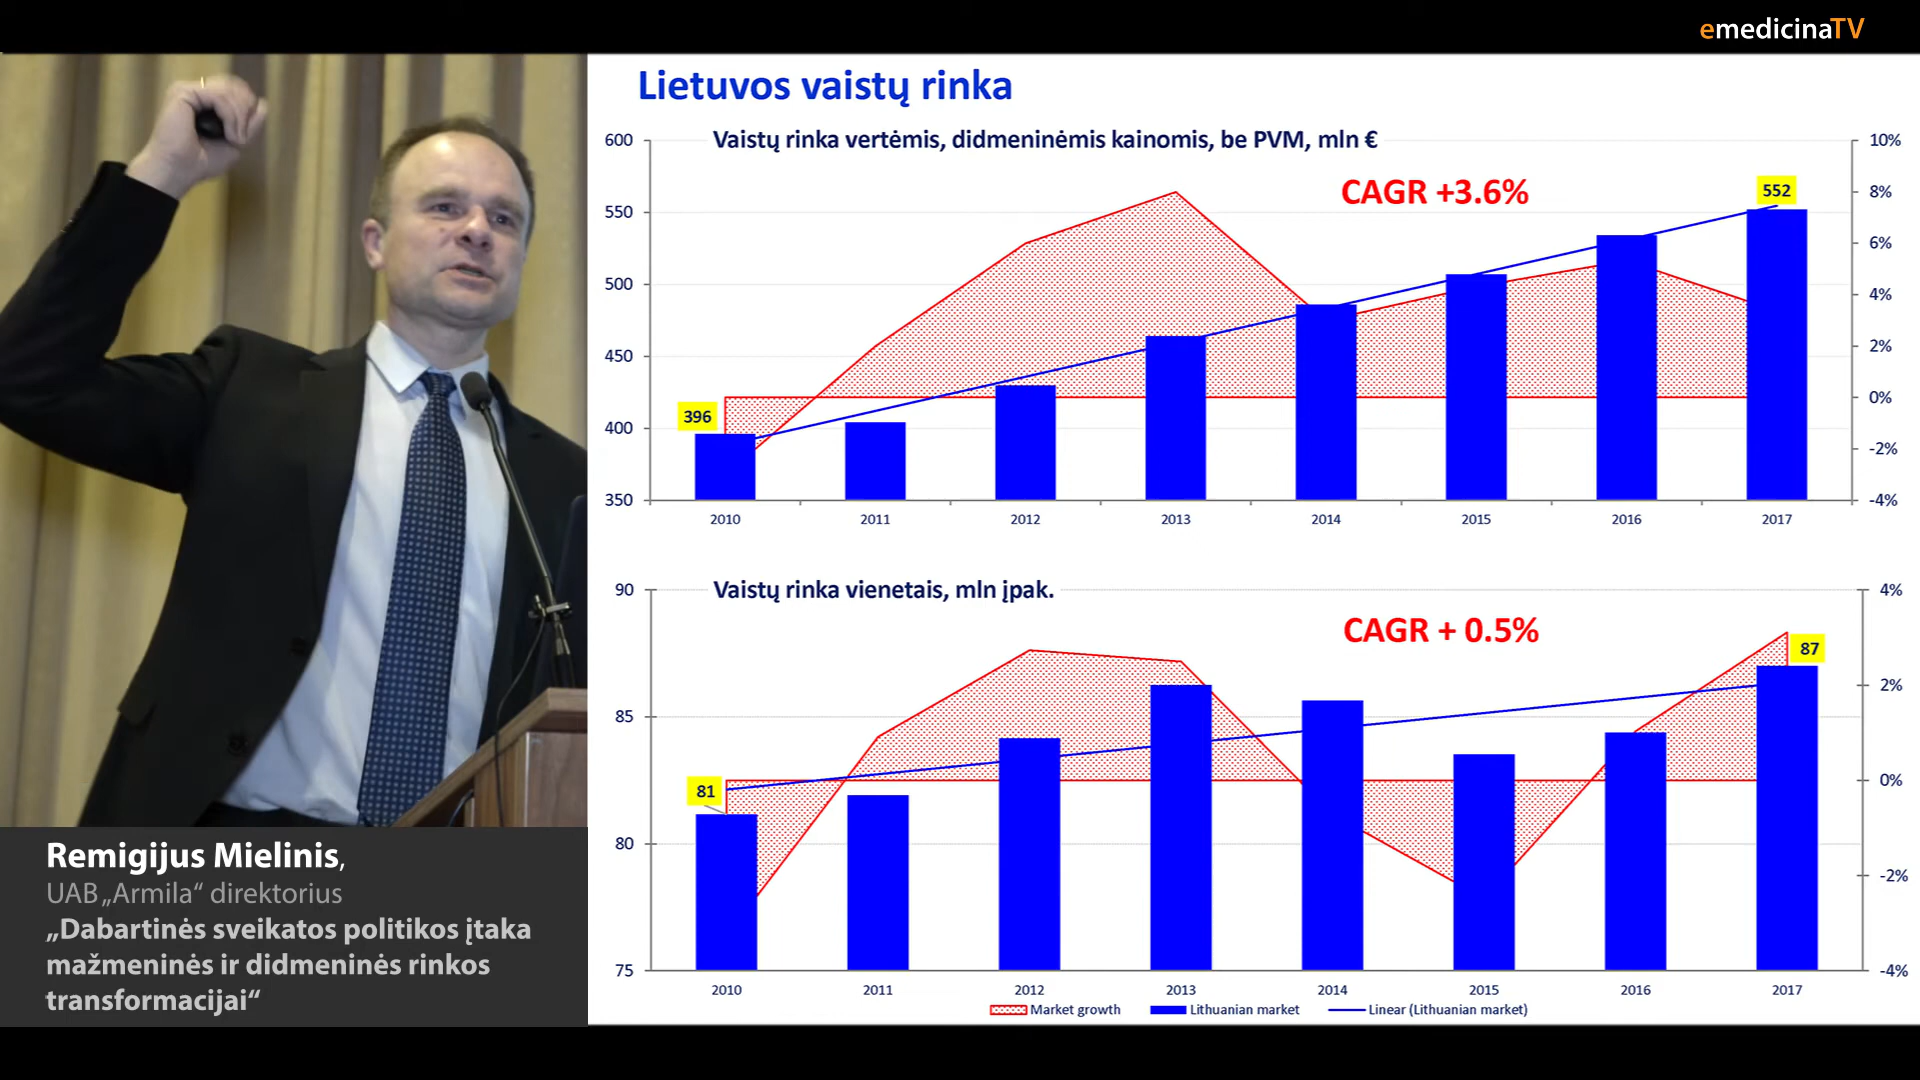 emedicinaTV
Lietuvos vaistų rinka
Vaistų rinka vertėmis, didmeninėmis kainomis, be PVM, mln €
CAGR +3.6%
600
550
500
450
400
350
10%
8%
6%
4%
2%
0%
-2%
-4%
396
552
2010 2011 2012 2013 2014 2015 2016 2017
Vaistų rinka vienetais, mln įpak.
CAGR + 0.5%
90
85
80
75
4%
2%
0%
-2%
-4%
81
87
2010 2011 2012 2013 2014 2015 2016 2017
Market growth Lithuanian market Linear (Lithuanian market)
Remigijus Mielinis,
UAB „Armila“ direktorius
„Dabartinės sveikatos politikos įtaka
mažmeninės ir didmeninės rinkos
transformacijai“